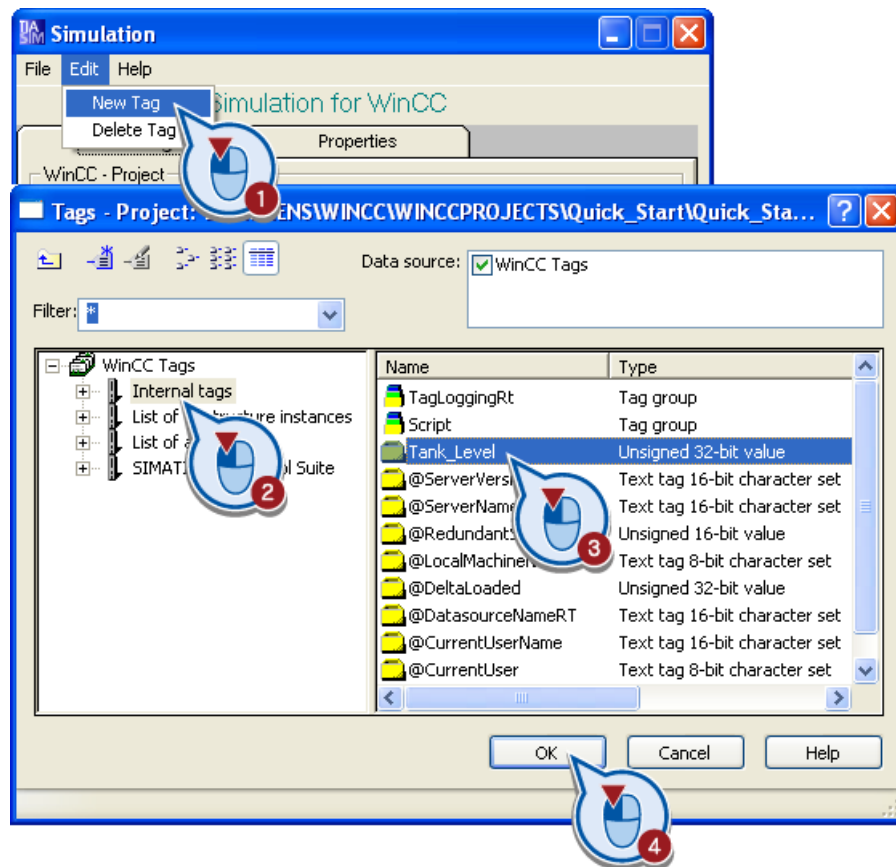 Simulation
File Edit Help
New Tag
Delete Tag
Simulation for WinCC
Properties
WinCC - Project
1
Tags - Project: ENS\WINCC\WINCCPROJECTS\Quick_Start\Quick_Sta...
Data source: WinCC Tags
Filter: *
WinCC Tags
Internal tags
List of structure instances
List of
SIMATI Suite
2
Name Type
TagLoggingRt Tag group
Script Tag group
Tank_Level Unsigned 32-bit value
@ServerVersi Text tag 16-bit character set
@ServerName Text tag 16-bit character set
@Redundant Unsigned 16-bit value
@LocalMachine Text tag 8-bit character set
@DeltaLoaded Unsigned 32-bit value
@DatasourceNameRT Text tag 16-bit character set
@CurrentUserName Text tag 16-bit character set
@CurrentUser Text tag 8-bit character set
3
OK Cancel Help
4